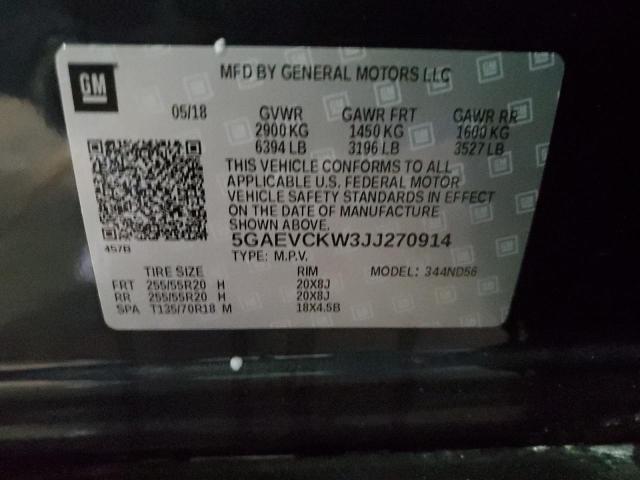 GM
MFD BY GENERAL MOTORS LLC
05/18 GVWR GAWR FRT GAWR RR
2900 KG 1450 KG 1600 KG
6394 LB 3196 LB 3527 LB
THIS VEHICLE CONFORMS TO ALL
APPLICABLE U.S. FEDERAL MOTOR
VEHICLE SAFETY STANDARDS IN EFFECT
ON THE DATE OF MANUFACTURE
SHOWN ABOVE.
457B
5GAEVCKW3JJ270914
TYPE: M.P.V. MODEL: 344ND56
TIRE SIZE RIM
FRT 255/55R20 H 20X8J
RR 255/55R20 H 20X8J
SPA T135/70R18 M 18X4.5B